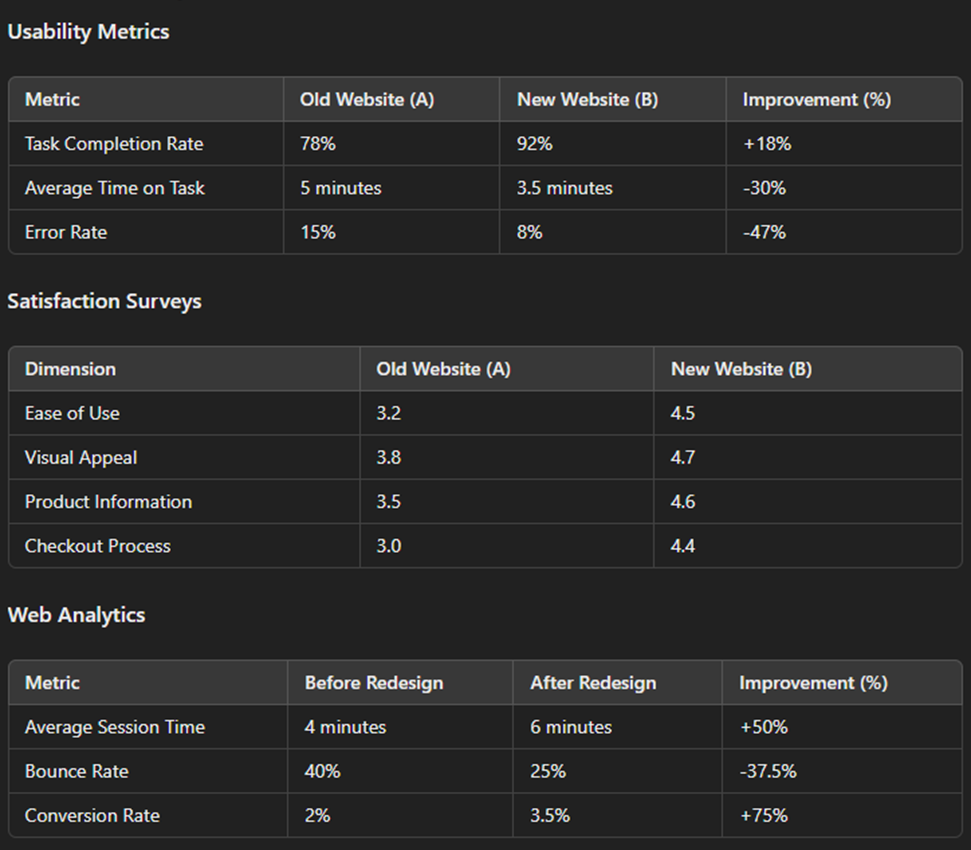 Usability Metrics
Metric Old Website (A) New Website (B) Improvement (%)
Task Completion Rate 78% 92% +18%
Average Time on Task 5 minutes 3.5 minutes -30%
Error Rate 15% 8% -47%
Satisfaction Surveys
Dimension Old Website (A) New Website (B)
Ease of Use 3.2 4.5
Visual Appeal 3.8 4.7
Product Information 3.5 4.6
Checkout Process 3.0 4.4
Web Analytics
Metric Before Redesign After Redesign Improvement (%)
Average Session Time 4 minutes 6 minutes +50%
Bounce Rate 40% 25% -37.5%
Conversion Rate 2% 3.5% +75%